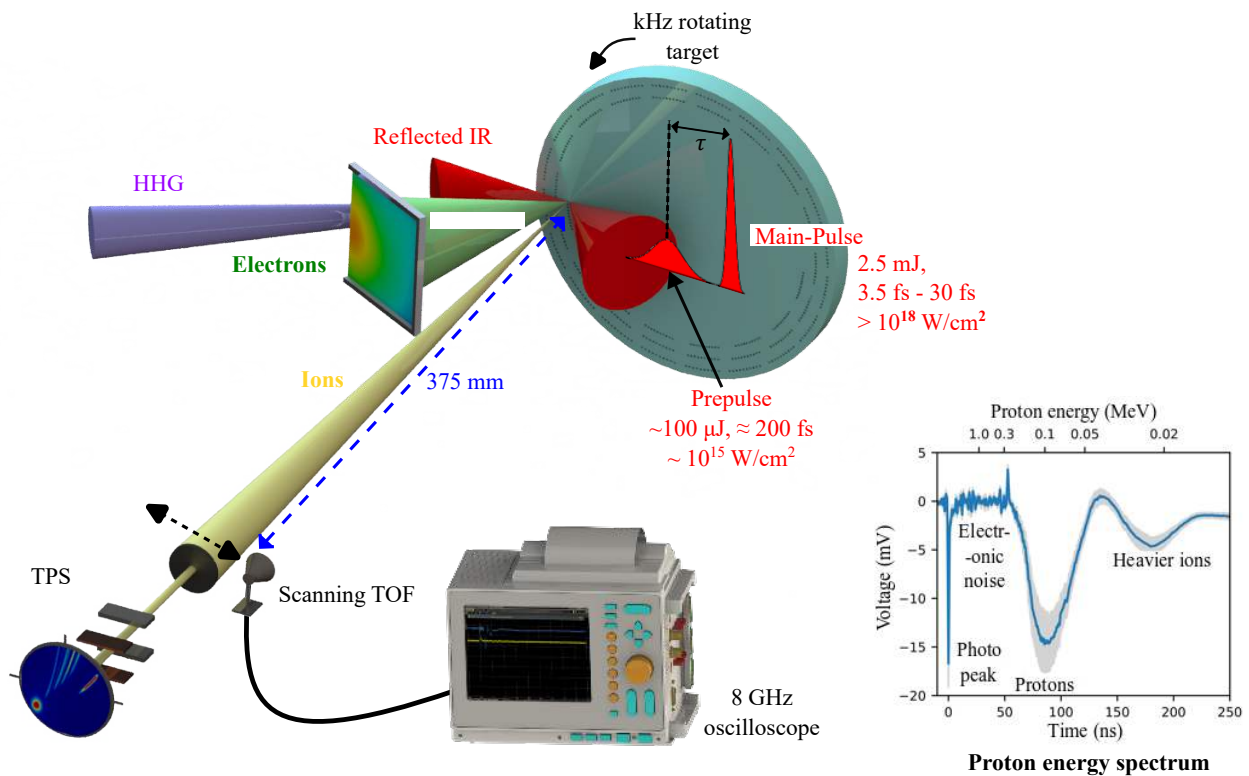 kHz rotating
target
Reflected IR
HHG
Electrons
τ
Main-Pulse
2.5 mJ,
3.5 fs - 30 fs
> 10¹⁸ W/cm²
Ions
375 mm
Prepulse
~100 µJ, ≈ 200 fs
~ 10¹⁵ W/cm²
TPS
Scanning TOF
8 GHz
oscilloscope
Proton energy (MeV)
1.0 0.3 0.1 0.05 0.02
Voltage (mV)
0
−5
−10
−15
−20
Electr-
-onic
noise
Heavier ions
Photo
peak
Protons
0 50 100 150 200 250
Time (ns)
Proton energy spectrum